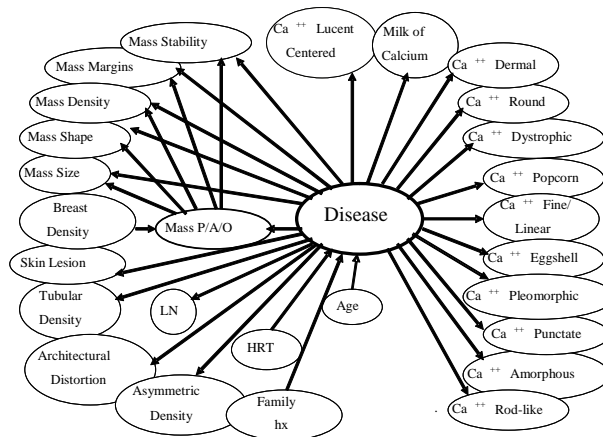 Mass Stability
Ca ++ Lucent
Centered
Milk of
Calcium
Mass Margins
Ca ++ Dermal
Mass Density
Ca ++ Round
Mass Shape
Ca ++ Dystrophic
Mass Size
Ca ++ Popcorn
Breast
Density
Mass P/A/O
Disease
Ca ++ Fine/
Linear
Skin Lesion
Ca ++ Eggshell
Tubular
Density
LN
Age
Ca ++ Pleomorphic
Ca ++ Punctate
Architectural
Distortion
HRT
Ca ++ Amorphous
Asymmetric
Density
Family
hx
Ca ++ Rod-like